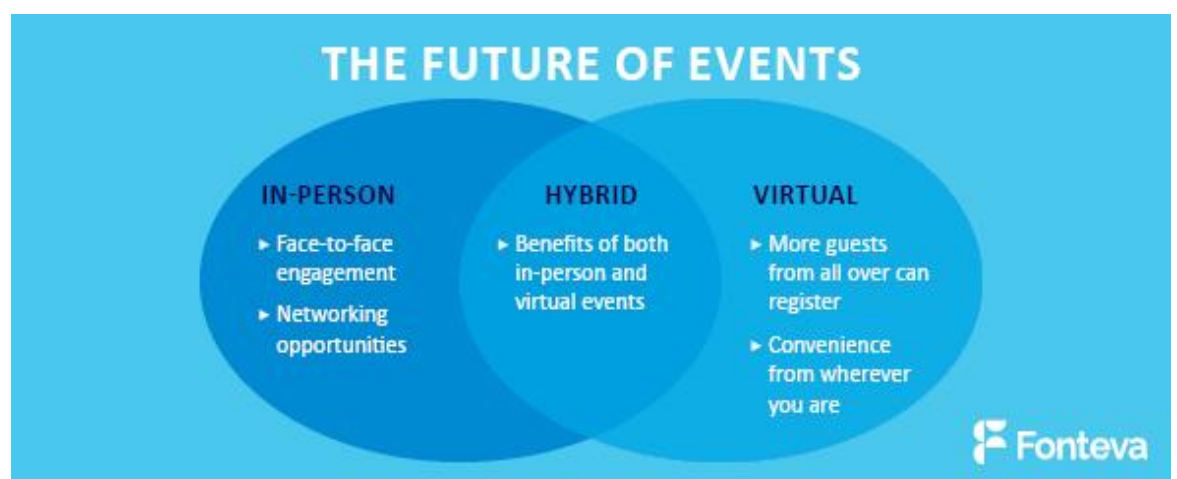 THE FUTURE OF EVENTS
IN-PERSON
▸ Face-to-face
engagement
▸ Networking
opportunities
HYBRID
▸ Benefits of both
in-person and
virtual events
VIRTUAL
▸ More guests
from all over can
register
▸ Convenience
from wherever
you are
Fonteva